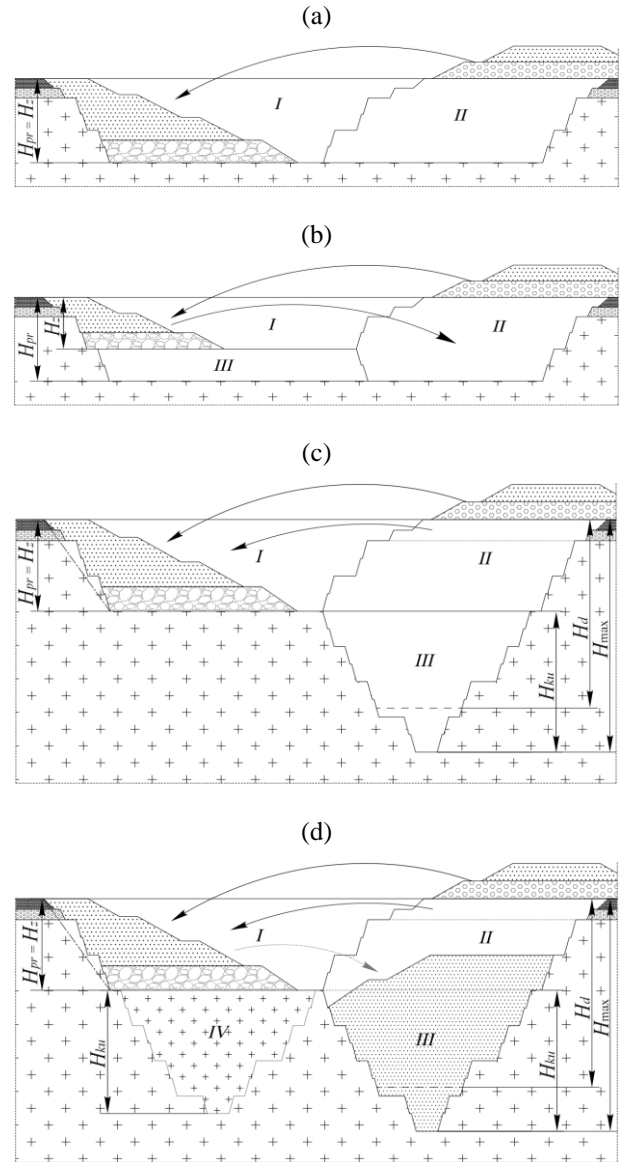 (a)
H_pr = H_z
I
II
(b)
H_pr
H_z
I
II
III
(c)
H_pr = H_z
I
II
III
H_ku
H_d
H_max
(d)
H_pr = H_z
I
II
H_ku
IV
III
H_ku
H_d
H_max